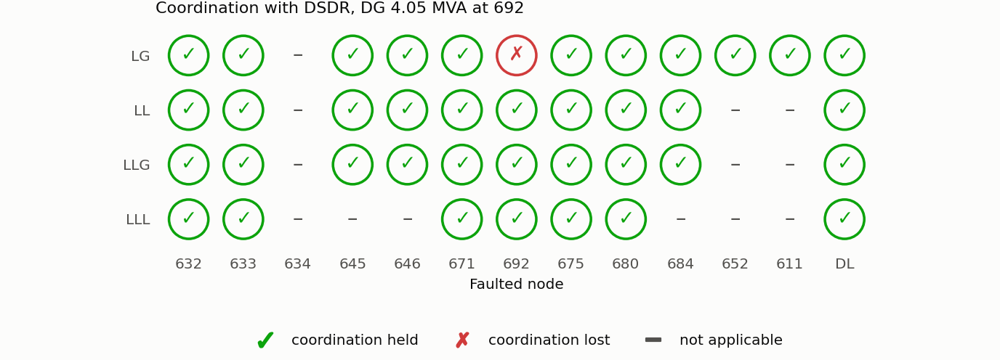 Coordination with DSDR, DG 4.05 MVA at 692
LG ✓ ✓ – ✓ ✓ ✓ ✗ ✓ ✓ ✓ ✓ ✓ ✓
LL ✓ ✓ – ✓ ✓ ✓ ✓ ✓ ✓ ✓ – – ✓
LLG ✓ ✓ – ✓ ✓ ✓ ✓ ✓ ✓ ✓ – – ✓
LLL ✓ ✓ – – – ✓ ✓ ✓ ✓ – – – ✓
632 633 634 645 646 671 692 675 680 684 652 611 DL
Faulted node
✓ coordination held ✗ coordination lost – not applicable